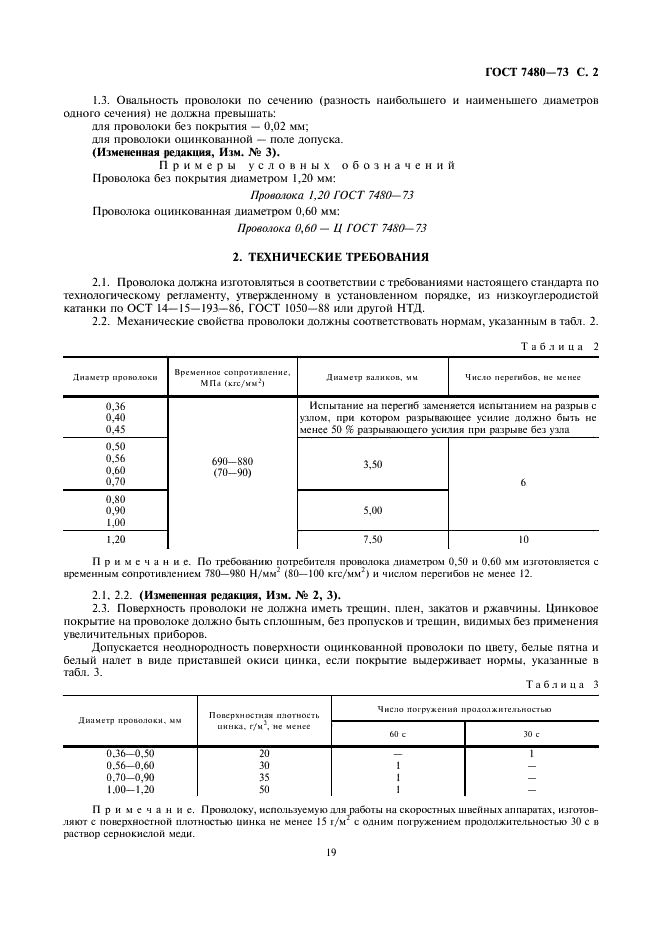 ГОСТ 7480—73 С. 2
1.3. Овальность проволоки по сечению (разность наибольшего и наименьшего диаметров
одного сечения) не должна превышать:
для проволоки без покрытия — 0,02 мм;
для проволоки оцинкованной — поле допуска.
(Измененная редакция, Изм. № 3).
Примеры условных обозначений
Проволока без покрытия диаметром 1,20 мм:
Проволока 1,20 ГОСТ 7480—73
Проволока оцинкованная диаметром 0,60 мм:
Проволока 0,60 — Ц ГОСТ 7480—73
2. ТЕХНИЧЕСКИЕ ТРЕБОВАНИЯ
2.1. Проволока должна изготовляться в соответствии с требованиями настоящего стандарта по
технологическому регламенту, утвержденному в установленном порядке, из низкоуглеродистой
катанки по ОСТ 14—15—193—86, ГОСТ 1050—88 или другой НТД.
2.2. Механические свойства проволоки должны соответствовать нормам, указанным в табл. 2.
Таблица 2
Диаметр проволоки
Временное сопротивление,
МПа (кгс/мм²)
Диаметр валиков, мм
Число перегибов, не менее
0,36
0,40
0,45
Испытание на перегиб заменяется испытанием на разрыв с
узлом, при котором разрывающее усилие должно быть не
менее 50 % разрывающего усилия при разрыве без узла
0,50
0,56
0,60
0,70
690—880
(70—90)
3,50
6
0,80
0,90
1,00
5,00
1,20
7,50
10
Примечание. По требованию потребителя проволока диаметром 0,50 и 0,60 мм изготовляется с
временным сопротивлением 780—980 Н/мм² (80—100 кгс/мм²) и числом перегибов не менее 12.
2.1, 2.2. (Измененная редакция, Изм. № 2, 3).
2.3. Поверхность проволоки не должна иметь трещин, плен, закатов и ржавчины. Цинковое
покрытие на проволоке должно быть сплошным, без пропусков и трещин, видимых без применения
увеличительных приборов.
Допускается неоднородность поверхности оцинкованной проволоки по цвету, белые пятна и
белый налет в виде приставшей окиси цинка, если покрытие выдерживает нормы, указанные в
табл. 3.
Таблица 3
Диаметр проволоки, мм
Поверхностная плотность
цинка, г/м², не менее
Число погружений продолжительностью
60 с
30 с
0,36—0,50 20 — 1
0,56—0,60 30 1 —
0,70—0,90 35 1 —
1,00—1,20 50 1 —
Примечание. Проволоку, используемую для работы на скоростных швейных аппаратах, изготов-
ляют с поверхностной плотностью цинка не менее 15 г/м² с одним погружением продолжительностью 30 с в
раствор сернокислой меди.
19